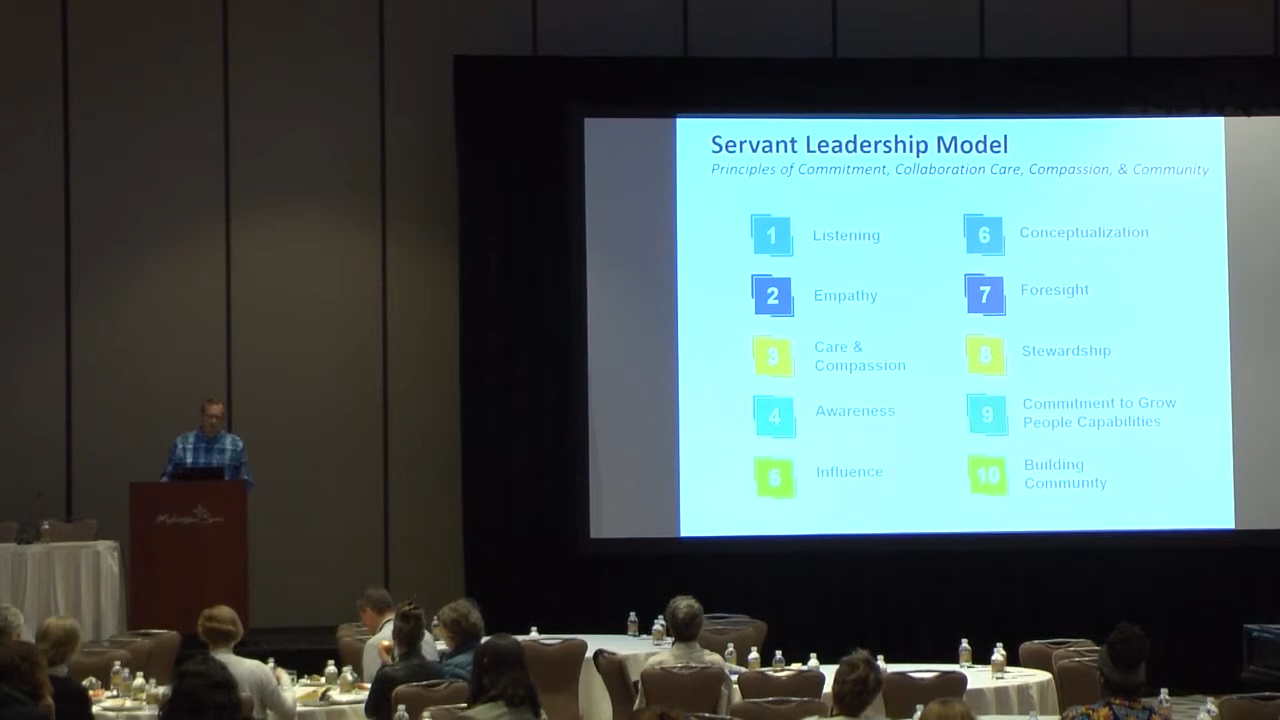 Servant Leadership Model
Principles of Commitment, Collaboration Care, Compassion, & Community
1 Listening
2 Empathy
3 Care &
Compassion
4 Awareness
5 Influence
6 Conceptualization
7 Foresight
8 Stewardship
9 Commitment to Grow
People Capabilities
10 Building
Community